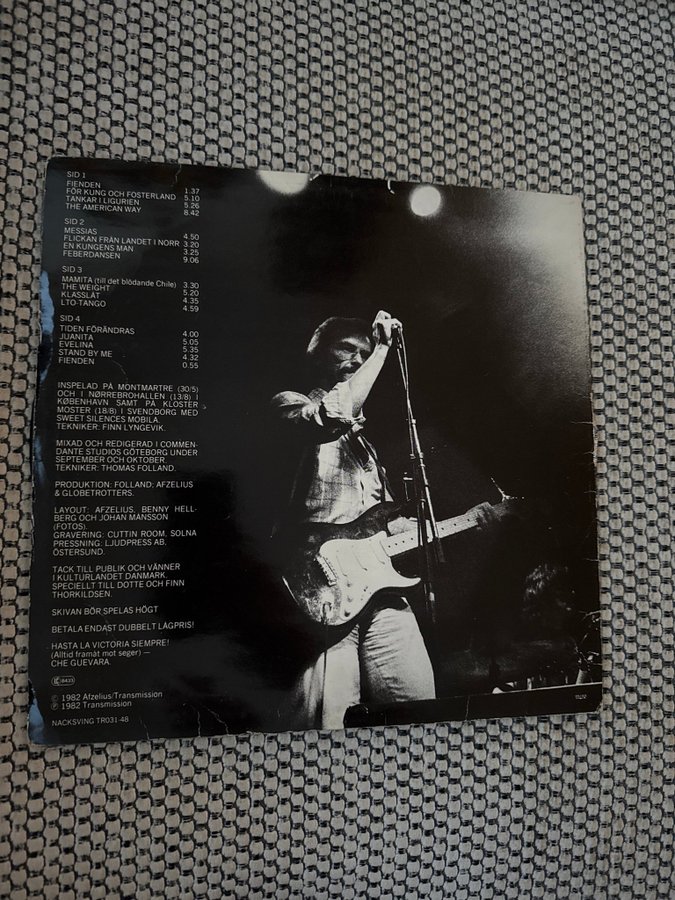 SID 1
FIENDEN 1.37
FÖR KUNG OCH FOSTERLAND 5.10
TANKAR I LIGURIEN 5.26
THE AMERICAN WAY 8.42
SID 2
MESSIAS 4.50
FLICKAN FRÅN LANDET I NORR 3.20
EN KUNGENS MAN 3.25
FEBERDANSEN 9.06
SID 3
MAMITA (till det blödande Chile) 3.30
THE WEIGHT 5.20
KLASSLÅT 4.35
LTO-TANGO 4.59
SID 4
TIDEN FÖRÄNDRAS 4.00
JUANITA 5.05
EVELINA 5.35
STAND BY ME 4.32
FIENDEN 0.55
INSPELAD PÅ MONTMARTRE (30/5)
OCH I NØRREBROHALLEN (13/8) I
KØBENHAVN SAMT PÅ KLOSTER
MOSTER (18/8) I SVENDBORG MED
SWEET SILENCES MOBILA.
TEKNIKER: FINN LYNGEVIK.
MIXAD OCH REDIGERAD I COMMEN-
DANTE STUDIOS GÖTEBORG UNDER
SEPTEMBER OCH OKTOBER.
TEKNIKER: THOMAS FOLLAND.
PRODUKTION: FOLLAND, AFZELIUS
& GLOBETROTTERS.
LAYOUT: AFZELIUS, BENNY HELL-
BERG OCH JOHAN MÅNSSON
(FOTOS).
GRAVERING: CUTTIN ROOM, SOLNA
PRESSNING: LJUDPRESS AB,
ÖSTERSUND.
TACK TILL PUBLIK OCH VÄNNER
I KULTURLANDET DANMARK,
SPECIELLT TILL DOTTE OCH FINN
THORKILDSEN.
SKIVAN BÖR SPELAS HÖGT
BETALA ENDAST DUBBELT LÅGPRIS!
HASTA LA VICTORIA SIEMPRE!
(Alltid framåt mot seger) —
CHE GUEVARA.
8433
© 1982 Afzelius/Transmission
℗ 1982 Transmission
NACKSVING TR031-48